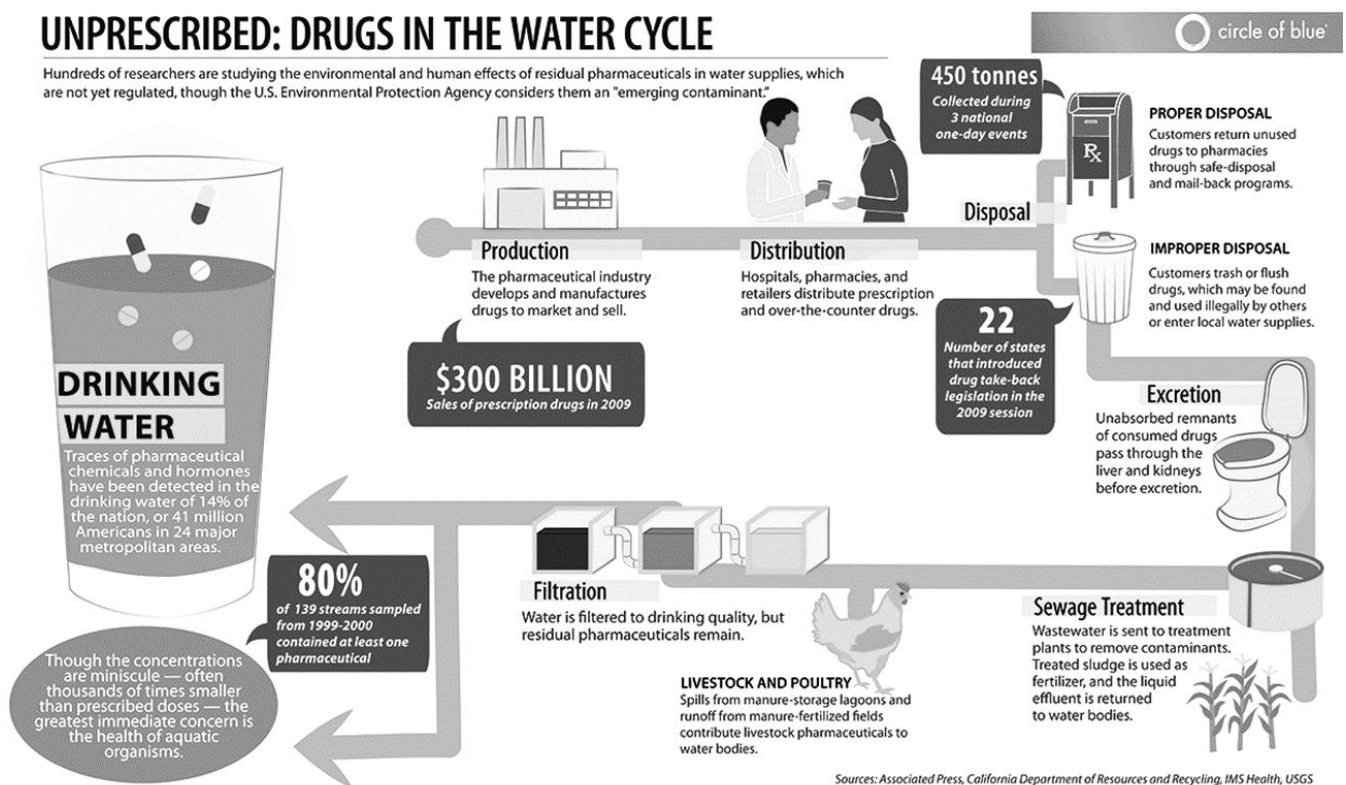 UNPRESCRIBED: DRUGS IN THE WATER CYCLE
circle of blue®
Hundreds of researchers are studying the environmental and human effects of residual pharmaceuticals in water supplies, which
are not yet regulated, though the U.S. Environmental Protection Agency considers them an "emerging contaminant."
450 tonnes
Collected during
3 national
one-day events
PROPER DISPOSAL
Customers return unused
drugs to pharmacies
through safe-disposal
and mail-back programs.
Rx
Disposal
Production
The pharmaceutical industry
develops and manufactures
drugs to market and sell.
Distribution
Hospitals, pharmacies, and
retailers distribute prescription
and over-the-counter drugs.
IMPROPER DISPOSAL
Customers trash or flush
drugs, which may be found
and used illegally by others
or enter local water supplies.
$300 BILLION
Sales of prescription drugs in 2009
22
Number of states
that introduced
drug take-back
legislation in the
2009 session
Excretion
Unabsorbed remnants
of consumed drugs
pass through the
liver and kidneys
before excretion.
DRINKING
WATER
Traces of pharmaceutical
chemicals and hormones
have been detected in the
drinking water of 14% of
the nation, or 41 million
Americans in 24 major
metropolitan areas.
80%
of 139 streams sampled
from 1999-2000
contained at least one
pharmaceutical
Filtration
Water is filtered to drinking quality, but
residual pharmaceuticals remain.
Sewage Treatment
Wastewater is sent to treatment
plants to remove contaminants.
Treated sludge is used as
fertilizer, and the liquid
effluent is returned
to water bodies.
Though the concentrations
are miniscule — often
thousands of times smaller
than prescribed doses — the
greatest immediate concern is
the health of aquatic
organisms.
LIVESTOCK AND POULTRY
Spills from manure-storage lagoons and
runoff from manure-fertilized fields
contribute livestock pharmaceuticals to
water bodies.
Sources: Associated Press, California Department of Resources and Recycling, IMS Health, USGS